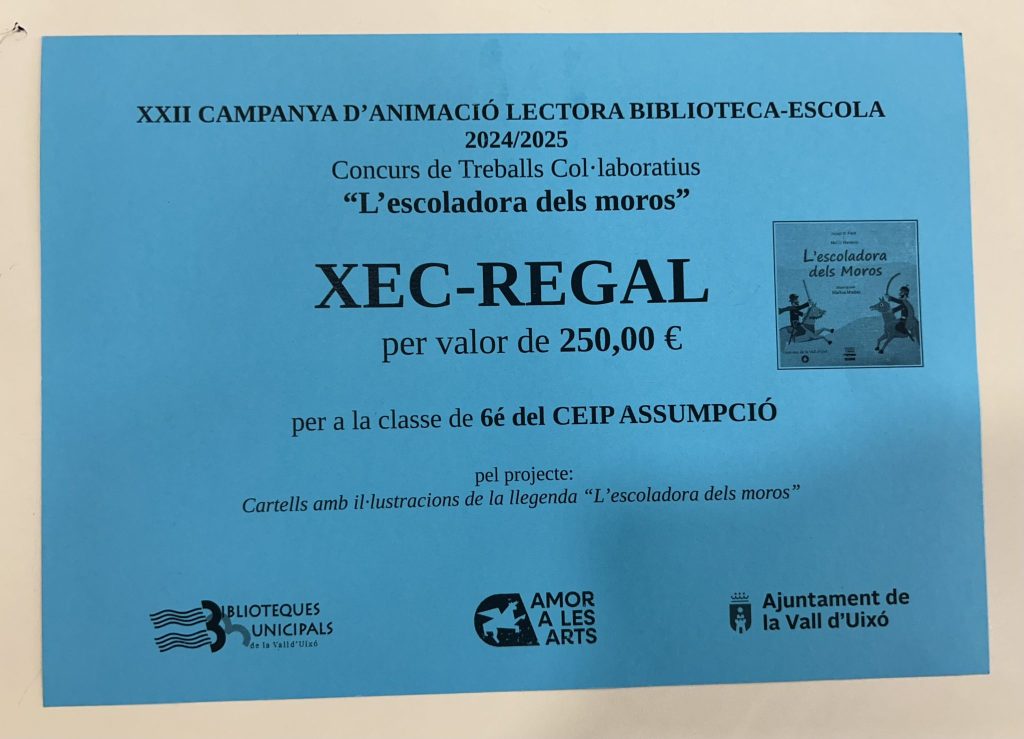 XXII CAMPANYA D’ANIMACIÓ LECTORA BIBLIOTECA-ESCOLA
2024/2025
Concurs de Treballs Col·laboratius
“L’escoladora dels moros”
XEC-REGAL
per valor de 250,00 €
L'escoladora
dels Moros
per a la classe de 6é del CEIP ASSUMPCIÓ
pel projecte:
Cartells amb il·lustracions de la llegenda “L’escoladora dels moros”
BIBLIOTEQUES
MUNICIPALS
de la Vall d'Uixó
AMOR
A LES
ARTS
Ajuntament de
la Vall d'Uixó